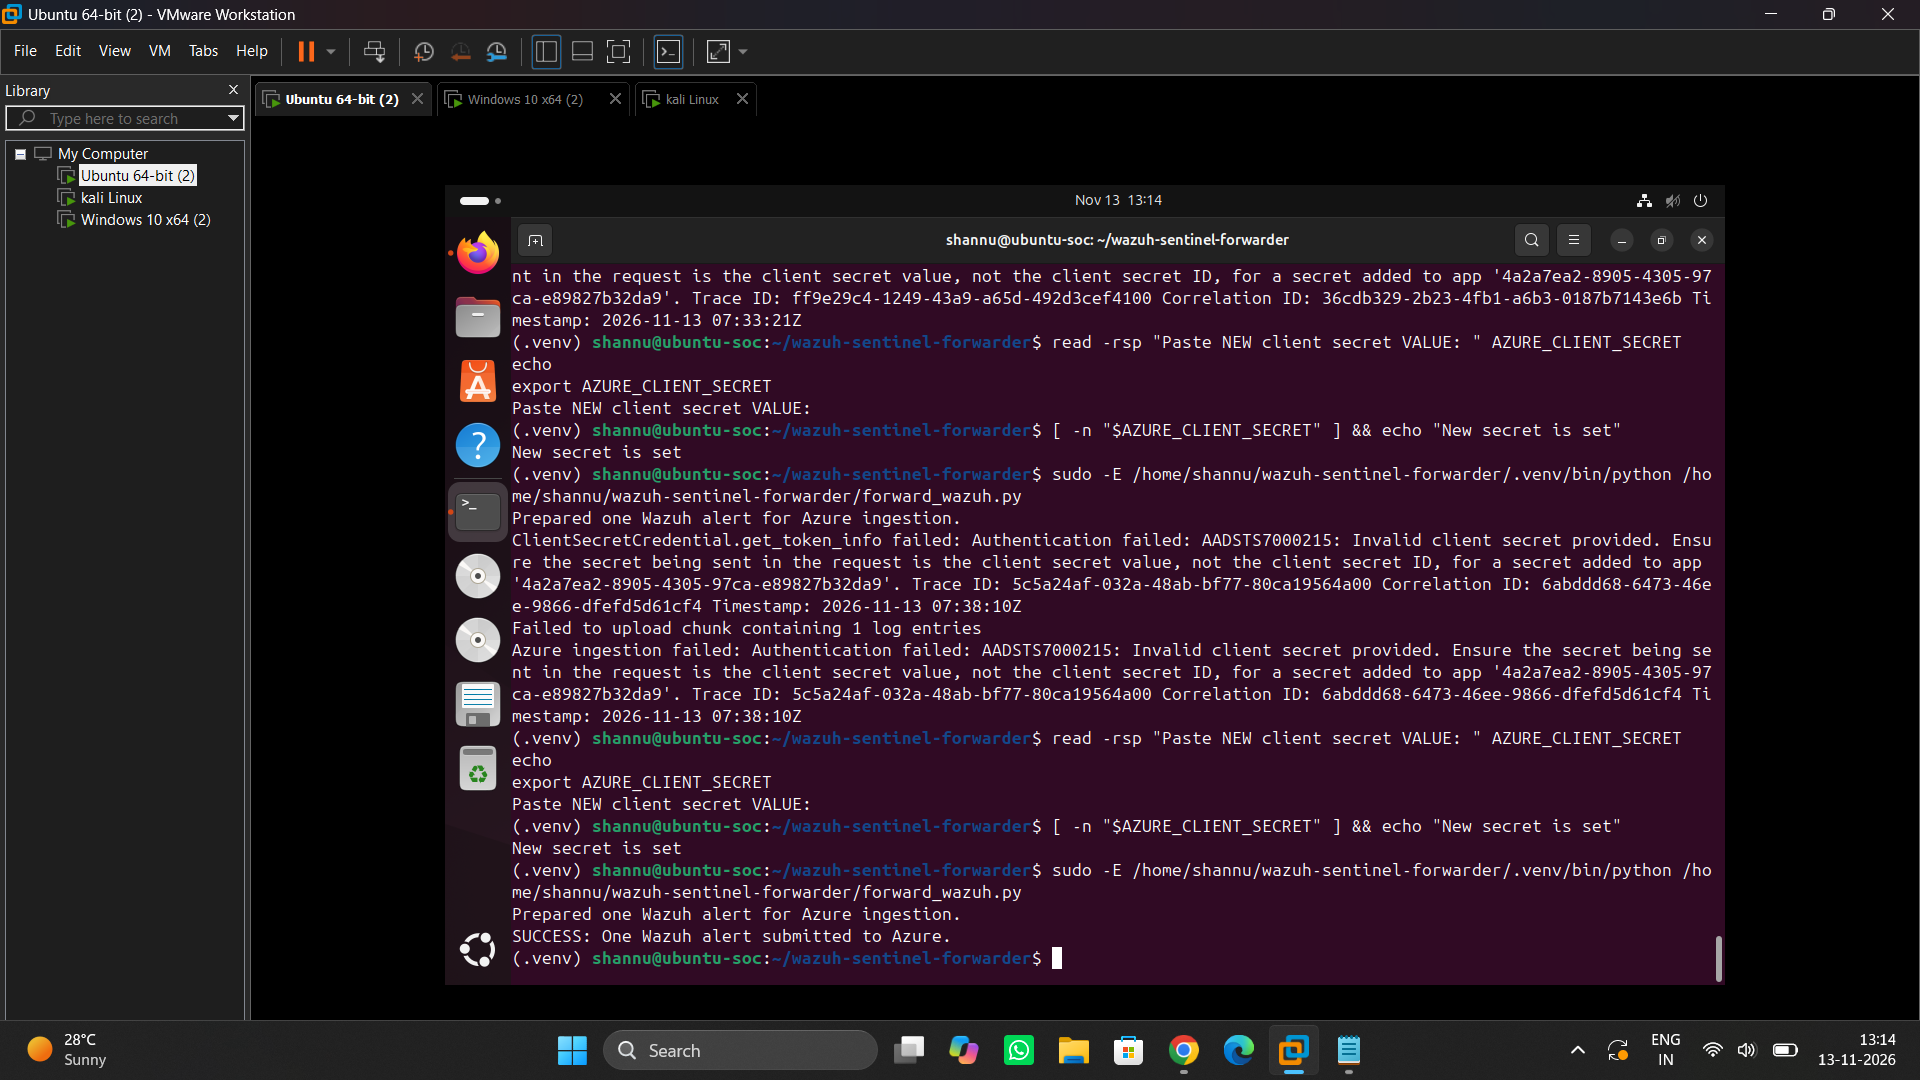 Ubuntu 64-bit (2) - VMware Workstation
File Edit View VM Tabs Help
Library
Type here to search
My Computer
Ubuntu 64-bit (2)
kali Linux
Windows 10 x64 (2)
Ubuntu 64-bit (2)
Windows 10 x64 (2)
kali Linux
Nov 13 13:14
shannu@ubuntu-soc: ~/wazuh-sentinel-forwarder
nt in the request is the client secret value, not the client secret ID, for a secret added to app '4a2a7ea2-8905-4305-97
ca-e89827b32da9'. Trace ID: ff9e29c4-1249-43a9-a65d-492d3cef4100 Correlation ID: 36cdb329-2b23-4fb1-a6b3-0187b7143e6b Ti
mestamp: 2026-11-13 07:33:21Z
(.venv) shannu@ubuntu-soc:~/wazuh-sentinel-forwarder$ read -rsp "Paste NEW client secret VALUE: " AZURE_CLIENT_SECRET
echo
export AZURE_CLIENT_SECRET
Paste NEW client secret VALUE:
(.venv) shannu@ubuntu-soc:~/wazuh-sentinel-forwarder$ [ -n "$AZURE_CLIENT_SECRET" ] && echo "New secret is set"
New secret is set
(.venv) shannu@ubuntu-soc:~/wazuh-sentinel-forwarder$ sudo -E /home/shannu/wazuh-sentinel-forwarder/.venv/bin/python /ho
me/shannu/wazuh-sentinel-forwarder/forward_wazuh.py
Prepared one Wazuh alert for Azure ingestion.
ClientSecretCredential.get_token_info failed: Authentication failed: AADSTS7000215: Invalid client secret provided. Ensu
re the secret being sent in the request is the client secret value, not the client secret ID, for a secret added to app
'4a2a7ea2-8905-4305-97ca-e89827b32da9'. Trace ID: 5c5a24af-032a-48ab-bf77-80ca19564a00 Correlation ID: 6abddd68-6473-46e
e-9866-dfefd5d61cf4 Timestamp: 2026-11-13 07:38:10Z
Failed to upload chunk containing 1 log entries
Azure ingestion failed: Authentication failed: AADSTS7000215: Invalid client secret provided. Ensure the secret being se
nt in the request is the client secret value, not the client secret ID, for a secret added to app '4a2a7ea2-8905-4305-97
ca-e89827b32da9'. Trace ID: 5c5a24af-032a-48ab-bf77-80ca19564a00 Correlation ID: 6abddd68-6473-46ee-9866-dfefd5d61cf4 Ti
mestamp: 2026-11-13 07:38:10Z
(.venv) shannu@ubuntu-soc:~/wazuh-sentinel-forwarder$ read -rsp "Paste NEW client secret VALUE: " AZURE_CLIENT_SECRET
echo
export AZURE_CLIENT_SECRET
Paste NEW client secret VALUE:
(.venv) shannu@ubuntu-soc:~/wazuh-sentinel-forwarder$ [ -n "$AZURE_CLIENT_SECRET" ] && echo "New secret is set"
New secret is set
(.venv) shannu@ubuntu-soc:~/wazuh-sentinel-forwarder$ sudo -E /home/shannu/wazuh-sentinel-forwarder/.venv/bin/python /ho
me/shannu/wazuh-sentinel-forwarder/forward_wazuh.py
Prepared one Wazuh alert for Azure ingestion.
SUCCESS: One Wazuh alert submitted to Azure.
(.venv) shannu@ubuntu-soc:~/wazuh-sentinel-forwarder$
28°C
Sunny
Search
ENG
IN
13:14
13-11-2026